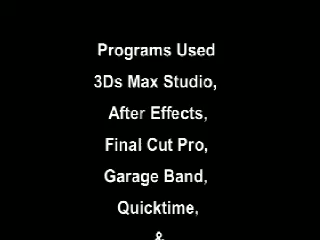 Programs Used
3Ds Max Studio,
After Effects,
Final Cut Pro,
Garage Band,
Quicktime,
&